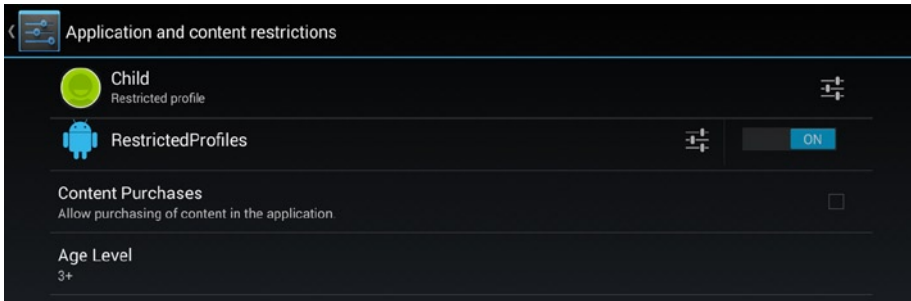 Application and content restrictions
Child
Restricted profile
RestrictedProfiles
ON
Content Purchases
Allow purchasing of content in the application.
Age Level
3+